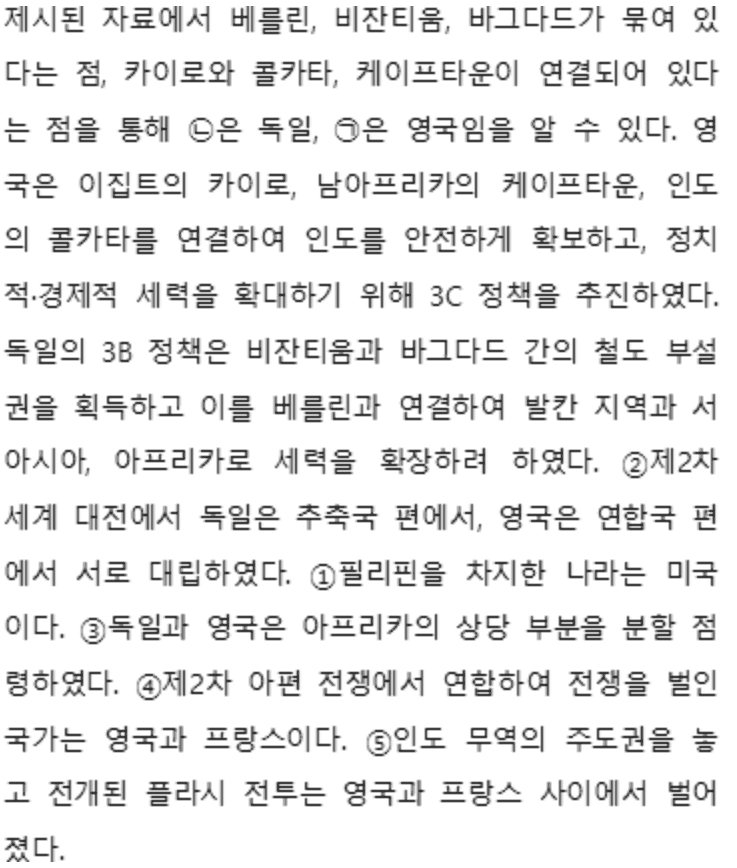 제시된 자료에서 베를린, 비잔티움, 바그다드가 묶여 있
다는 점, 카이로와 콜카타, 케이프타운이 연결되어 있다
는 점을 통해 ㉡은 독일, ㉠은 영국임을 알 수 있다. 영
국은 이집트의 카이로, 남아프리카의 케이프타운, 인도
의 콜카타를 연결하여 인도를 안전하게 확보하고, 정치
적·경제적 세력을 확대하기 위해 3C 정책을 추진하였다.
독일의 3B 정책은 비잔티움과 바그다드 간의 철도 부설
권을 획득하고 이를 베를린과 연결하여 발칸 지역과 서
아시아, 아프리카로 세력을 확장하려 하였다. ②제2차
세계 대전에서 독일은 추축국 편에서, 영국은 연합국 편
에서 서로 대립하였다. ①필리핀을 차지한 나라는 미국
이다. ③독일과 영국은 아프리카의 상당 부분을 분할 점
령하였다. ④제2차 아편 전쟁에서 연합하여 전쟁을 벌인
국가는 영국과 프랑스이다. ⑤인도 무역의 주도권을 놓
고 전개된 플라시 전투는 영국과 프랑스 사이에서 벌어
졌다.